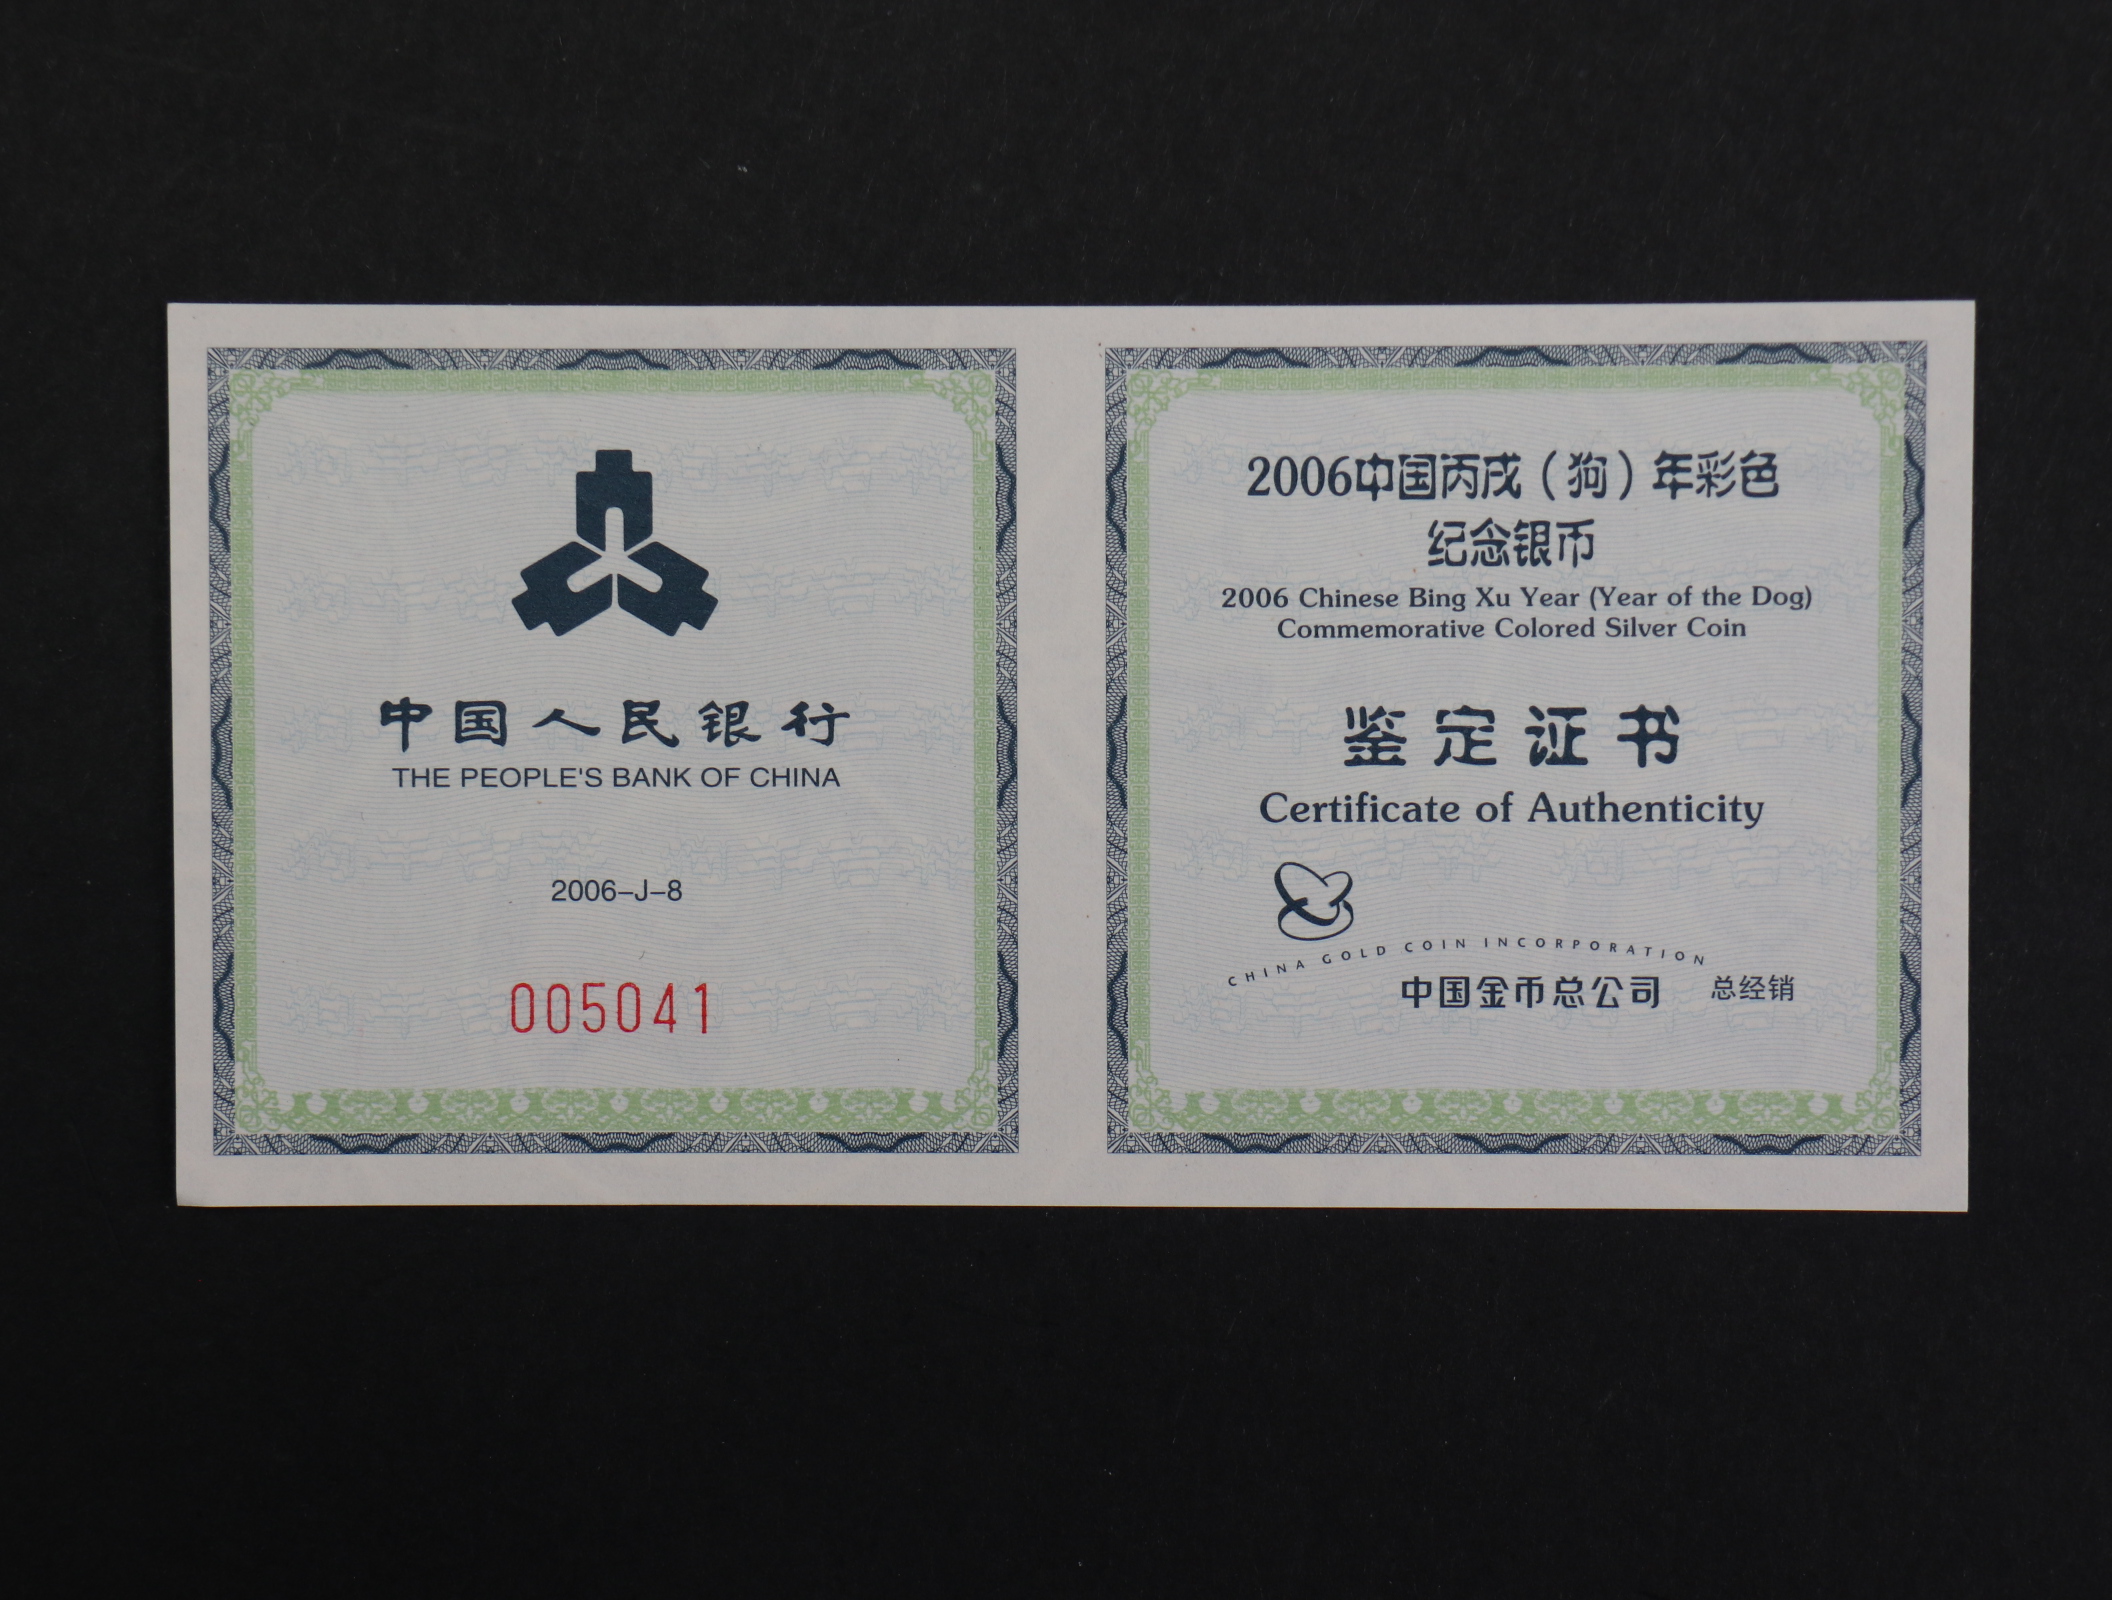 中国人民银行
THE PEOPLE'S BANK OF CHINA
2006–J–8
005041
2006中国丙戌（狗）年彩色
纪念银币
2006 Chinese Bing Xu Year (Year of the Dog)
Commemorative Colored Silver Coin
鉴定证书
Certificate of Authenticity
CHINA GOLD COIN INCORPORATION
中国金币总公司 总经销